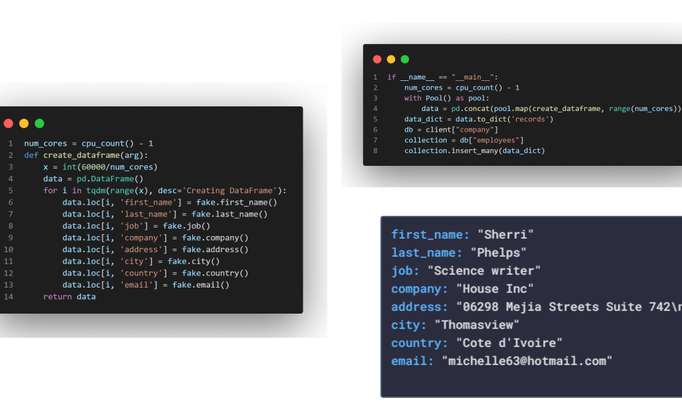 1 num_cores = cpu_count() - 1
2 def create_dataframe(arg):
3 x = int(60000/num_cores)
4 data = pd.DataFrame()
5 for i in tqdm(range(x), desc='Creating DataFrame'):
6 data.loc[i, 'first_name'] = fake.first_name()
7 data.loc[i, 'last_name'] = fake.last_name()
8 data.loc[i, 'job'] = fake.job()
9 data.loc[i, 'company'] = fake.company()
10 data.loc[i, 'address'] = fake.address()
11 data.loc[i, 'city'] = fake.city()
12 data.loc[i, 'country'] = fake.country()
13 data.loc[i, 'email'] = fake.email()
14 return data
1 if __name__ == "__main__":
2 num_cores = cpu_count() - 1
3 with Pool() as pool:
4 data = pd.concat(pool.map(create_dataframe, range(num_cores))
5 data_dict = data.to_dict('records')
6 db = client["company"]
7 collection = db["employees"]
8 collection.insert_many(data_dict)
first_name: "Sherri"
last_name: "Phelps"
job: "Science writer"
company: "House Inc"
address: "06298 Mejia Streets Suite 742\n
city: "Thomasview"
country: "Cote d'Ivoire"
email: "michelle63@hotmail.com"